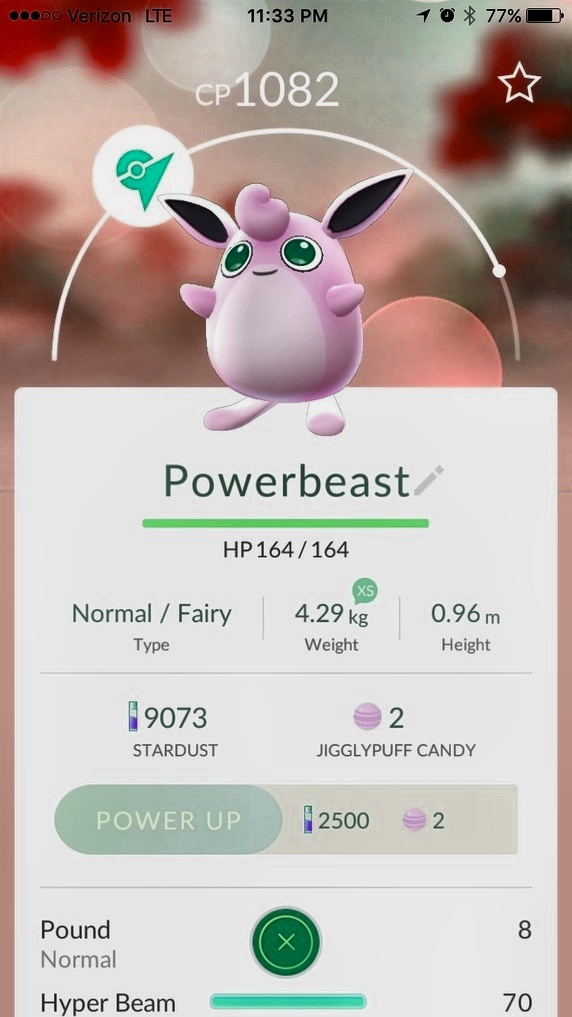 Verizon LTE 11:33 PM 77%
CP1082
Powerbeast
HP 164 / 164
XS
Normal / Fairy 4.29 kg 0.96 m
Type Weight Height
9073 2
STARDUST JIGGLYPUFF CANDY
POWER UP 2500 2
Pound 8
Normal
Hyper Beam 70